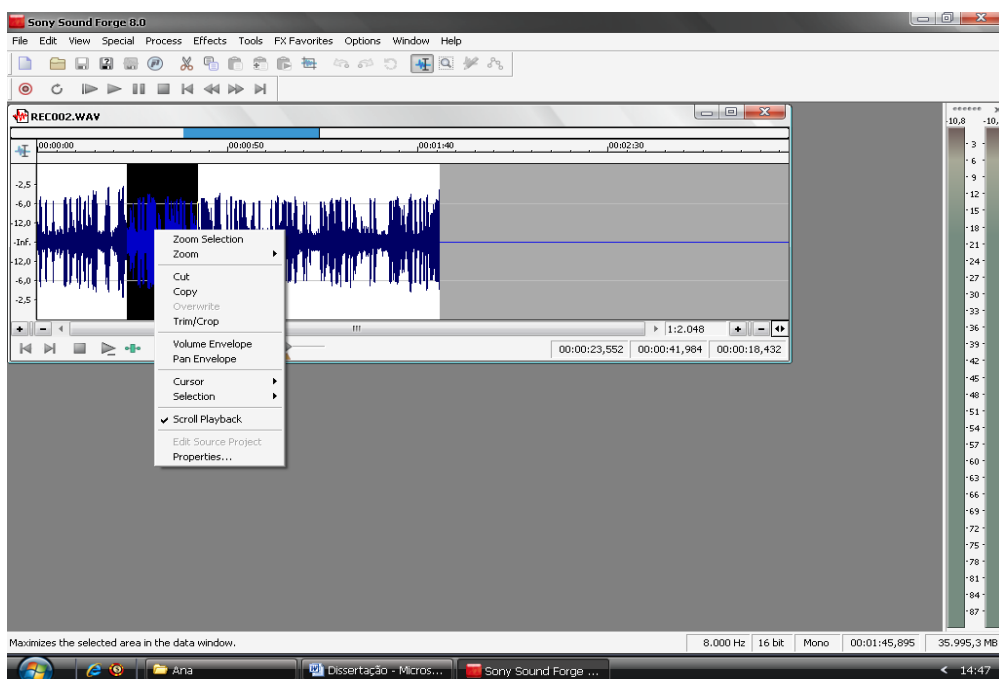 Sony Sound Forge 8.0
File Edit View Special Process Effects Tools FX Favorites Options Window Help
REC002.WAV
00:00:00 00:00:50 00:01:40 00:02:30
-2,5
-6,0
-12,0
-Inf.
-12,0
-6,0
-2,5
Zoom Selection
Zoom
Cut
Copy
Overwrite
Trim/Crop
Volume Envelope
Pan Envelope
Cursor
Selection
Scroll Playback
Edit Source Project
Properties...
1:2.048
00:00:23,552 00:00:41,984 00:00:18,432
-10,8 -10,
-3
-6
-9
-12
-15
-18
-21
-24
-27
-30
-33
-36
-39
-42
-45
-48
-51
-54
-57
-60
-63
-66
-69
-72
-75
-78
-81
-84
-87
Maximizes the selected area in the data window. 8.000 Hz 16 bit Mono 00:01:45,895 35.995,3 MB
Ana Dissertação - Micros... Sony Sound Forge ... 14:47